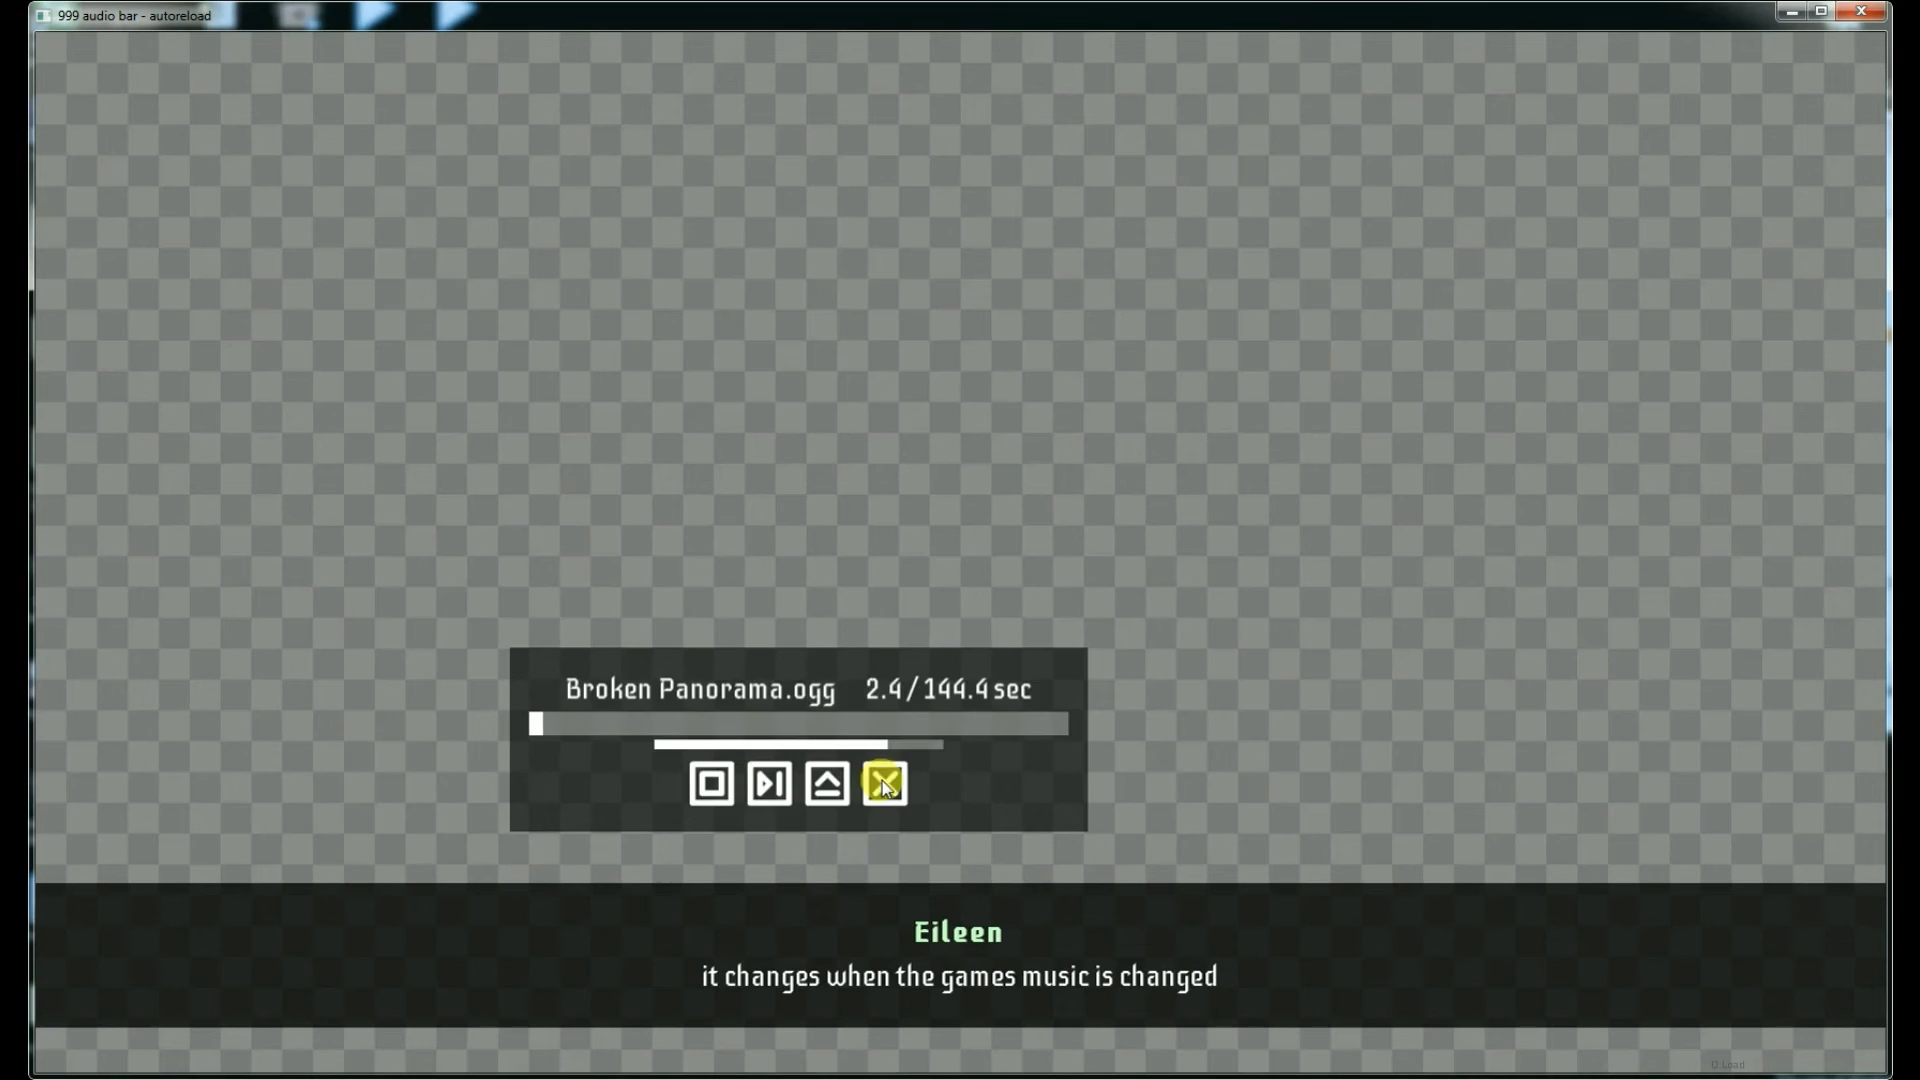 999 audio bar - autoreload
Broken Panorama.ogg 2.4/144.4 sec
Eileen
it changes when the games music is changed
Q.Load